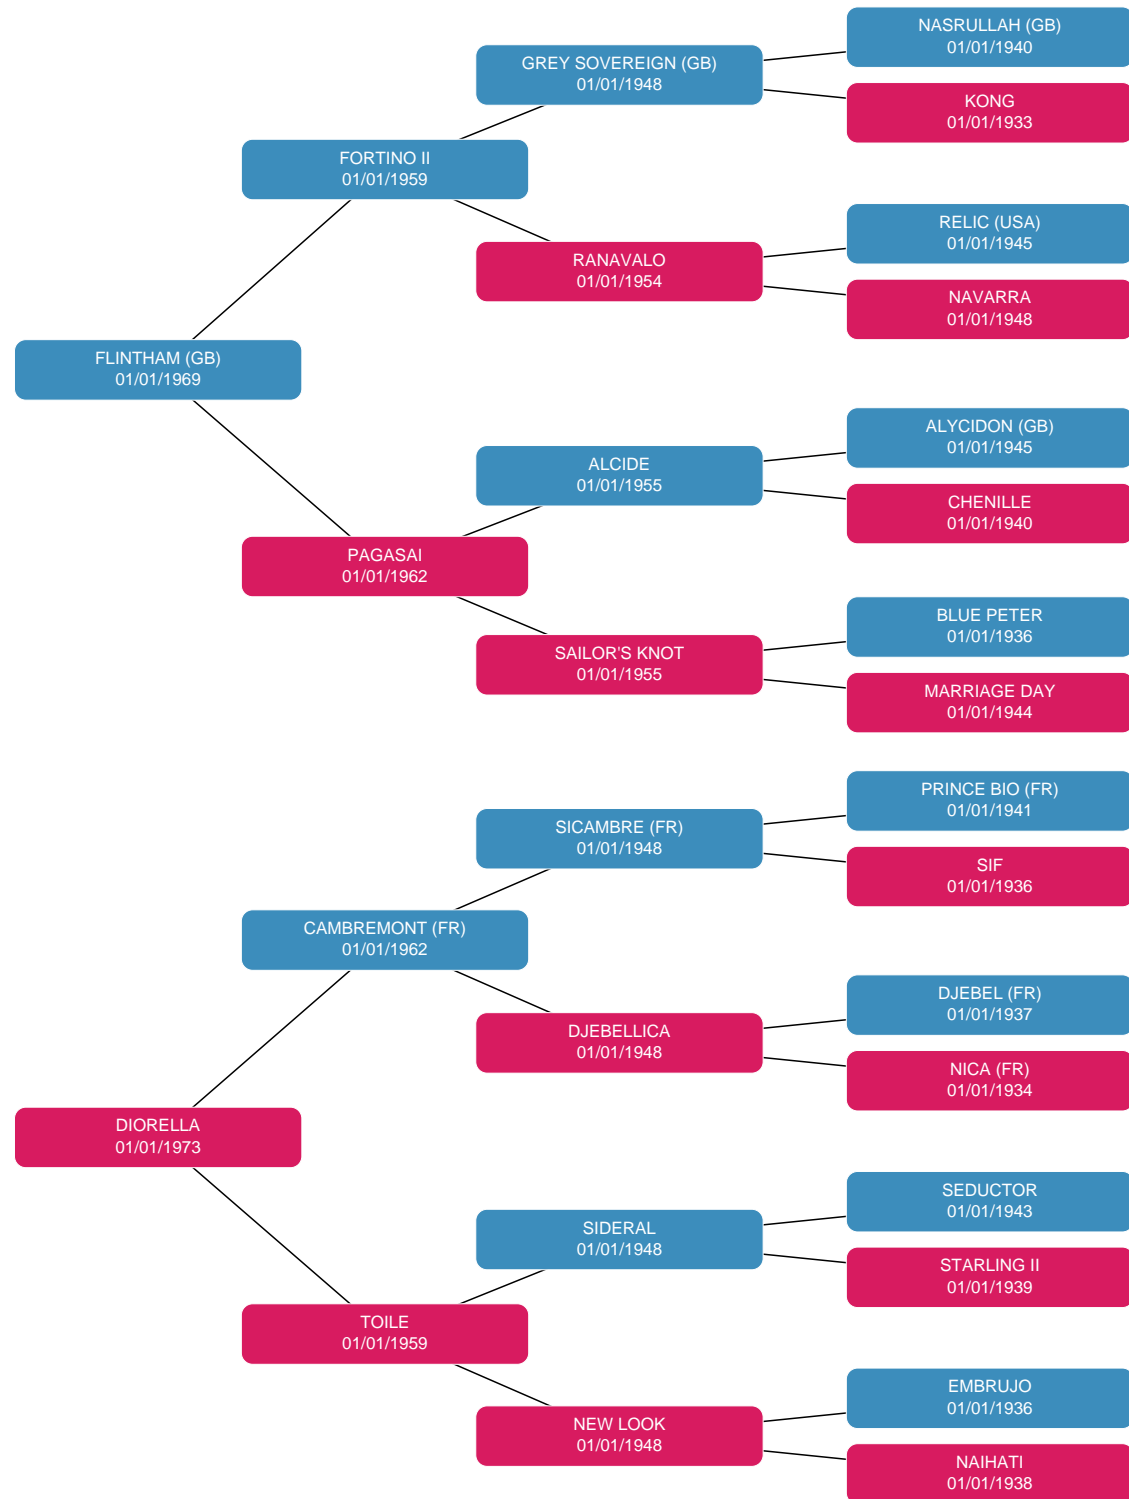 NASRULLAH (GB)
01/01/1940
GREY SOVEREIGN (GB)
01/01/1948
KONG
01/01/1933
FORTINO II
01/01/1959
RELIC (USA)
01/01/1945
RANAVALO
01/01/1954
NAVARRA
01/01/1948
FLINTHAM (GB)
01/01/1969
ALYCIDON (GB)
01/01/1945
ALCIDE
01/01/1955
CHENILLE
01/01/1940
PAGASAI
01/01/1962
BLUE PETER
01/01/1936
SAILOR'S KNOT
01/01/1955
MARRIAGE DAY
01/01/1944
PRINCE BIO (FR)
01/01/1941
SICAMBRE (FR)
01/01/1948
SIF
01/01/1936
CAMBREMONT (FR)
01/01/1962
DJEBEL (FR)
01/01/1937
DJEBELLICA
01/01/1948
NICA (FR)
01/01/1934
DIORELLA
01/01/1973
SEDUCTOR
01/01/1943
SIDERAL
01/01/1948
STARLING II
01/01/1939
TOILE
01/01/1959
EMBRUJO
01/01/1936
NEW LOOK
01/01/1948
NAIHATI
01/01/1938